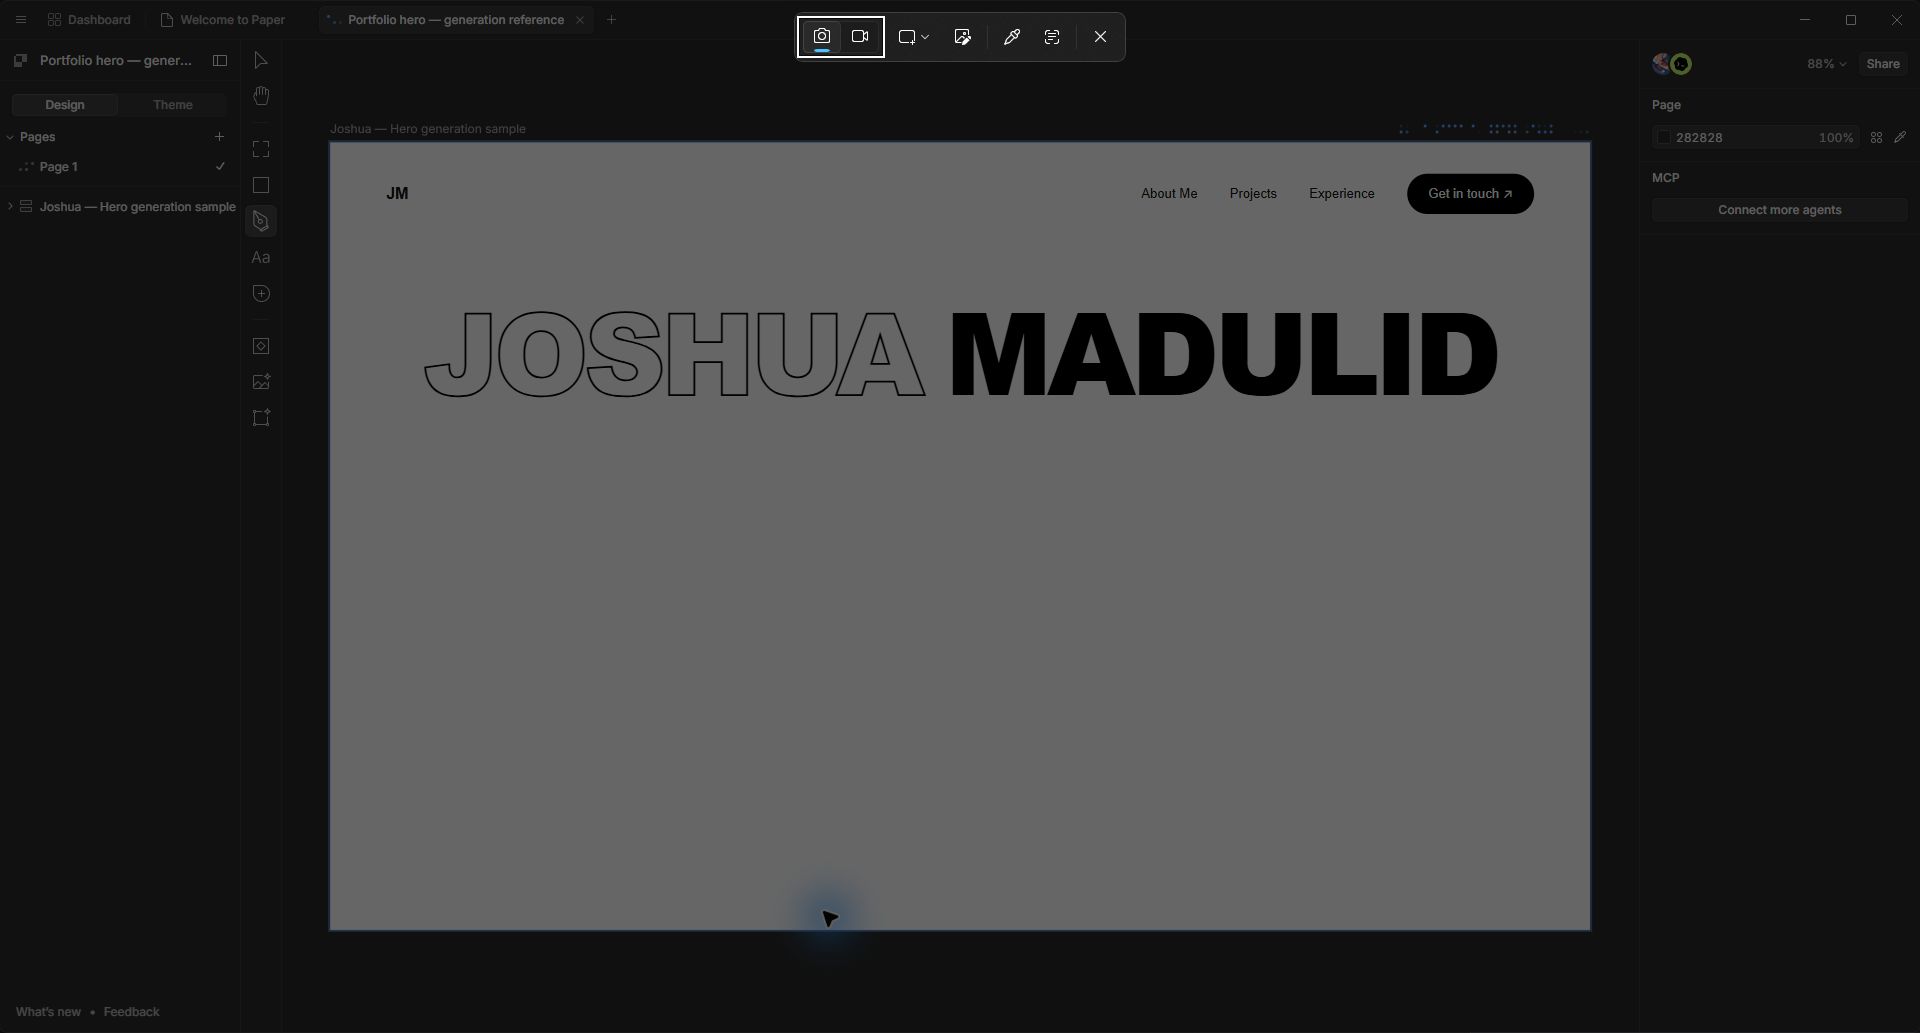 Dashboard
Welcome to Paper
Portfolio hero — generation reference
Portfolio hero — gener...
Design
Theme
Pages
Page 1
Joshua — Hero generation sample
Aa
What's new • Feedback
Joshua — Hero generation sample
JM
About Me
Projects
Experience
Get in touch ↗
JOSHUA MADULID
88%
Share
Page
282828
100%
MCP
Connect more agents